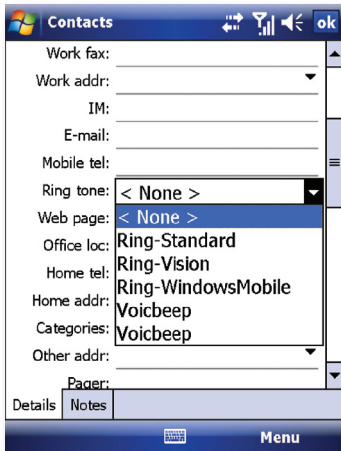 Contacts ok
Work fax:
Work addr:
IM:
E-mail:
Mobile tel:
Ring tone: < None >
Web page: < None >
Office loc: Ring-Standard
Home tel: Ring-Vision
Home addr: Ring-WindowsMobile
Voicbeep
Categories: Voicbeep
Other addr:
Pager:
Details Notes
Menu